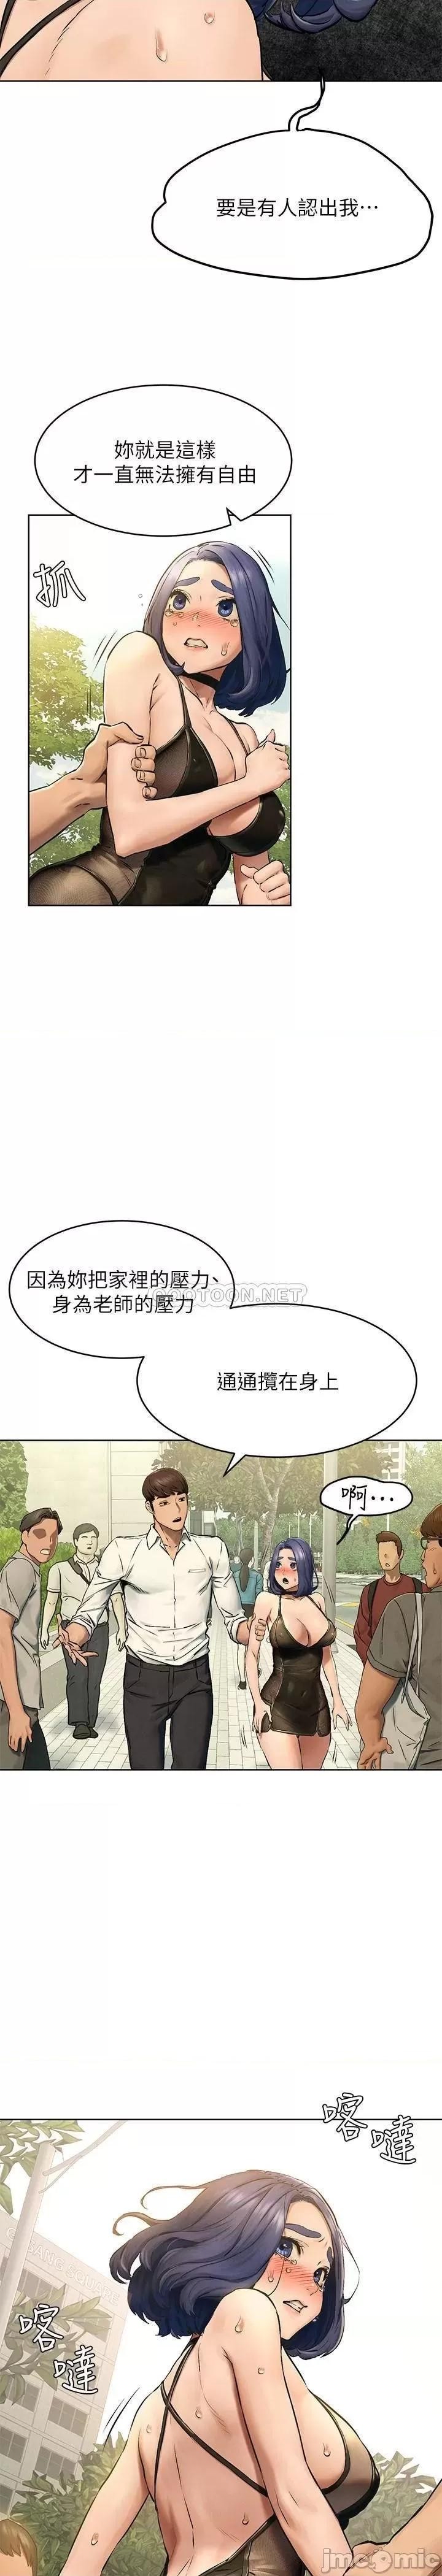 要是有人認出我…
妳就是這樣
才一直無法擁有自由
抓
因為妳把家裡的壓力、
身為老師的壓力
通通攬在身上
啊…
喀
噠
喀
噠
jmcomic